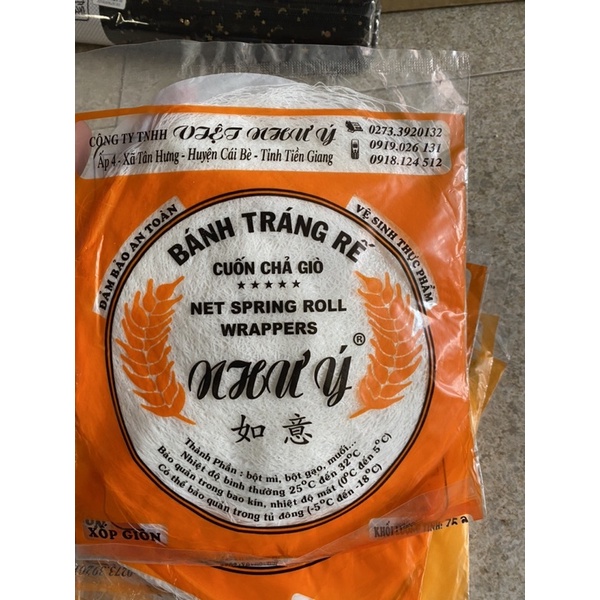 CÔNG TY TNHH VIỆT NHƯ Ý
Ấp 4 - Xã Tân Hưng - Huyện Cái Bè - Tỉnh Tiền Giang
0273.3920132
0919.026 131
0918.124 512
ĐẢM BẢO AN TOÀN
VỆ SINH THỰC PHẨM
BÁNH TRÁNG RẾ
CUỐN CHẢ GIÒ
★★★★★
NET SPRING ROLL
WRAPPERS
NHƯ Ý ®
如 意
Thành Phần : bột mì, bột gạo, muối...
Nhiệt độ bình thường 25°C đến 32°C
Bảo quản trong bao kín, nhiệt độ mát (0°C đến 5°C)
Có thể bảo quản trong tủ đông (-5°C đến -18°C)
XỐP GIÒN
KHỐI LƯỢNG TỊNH: